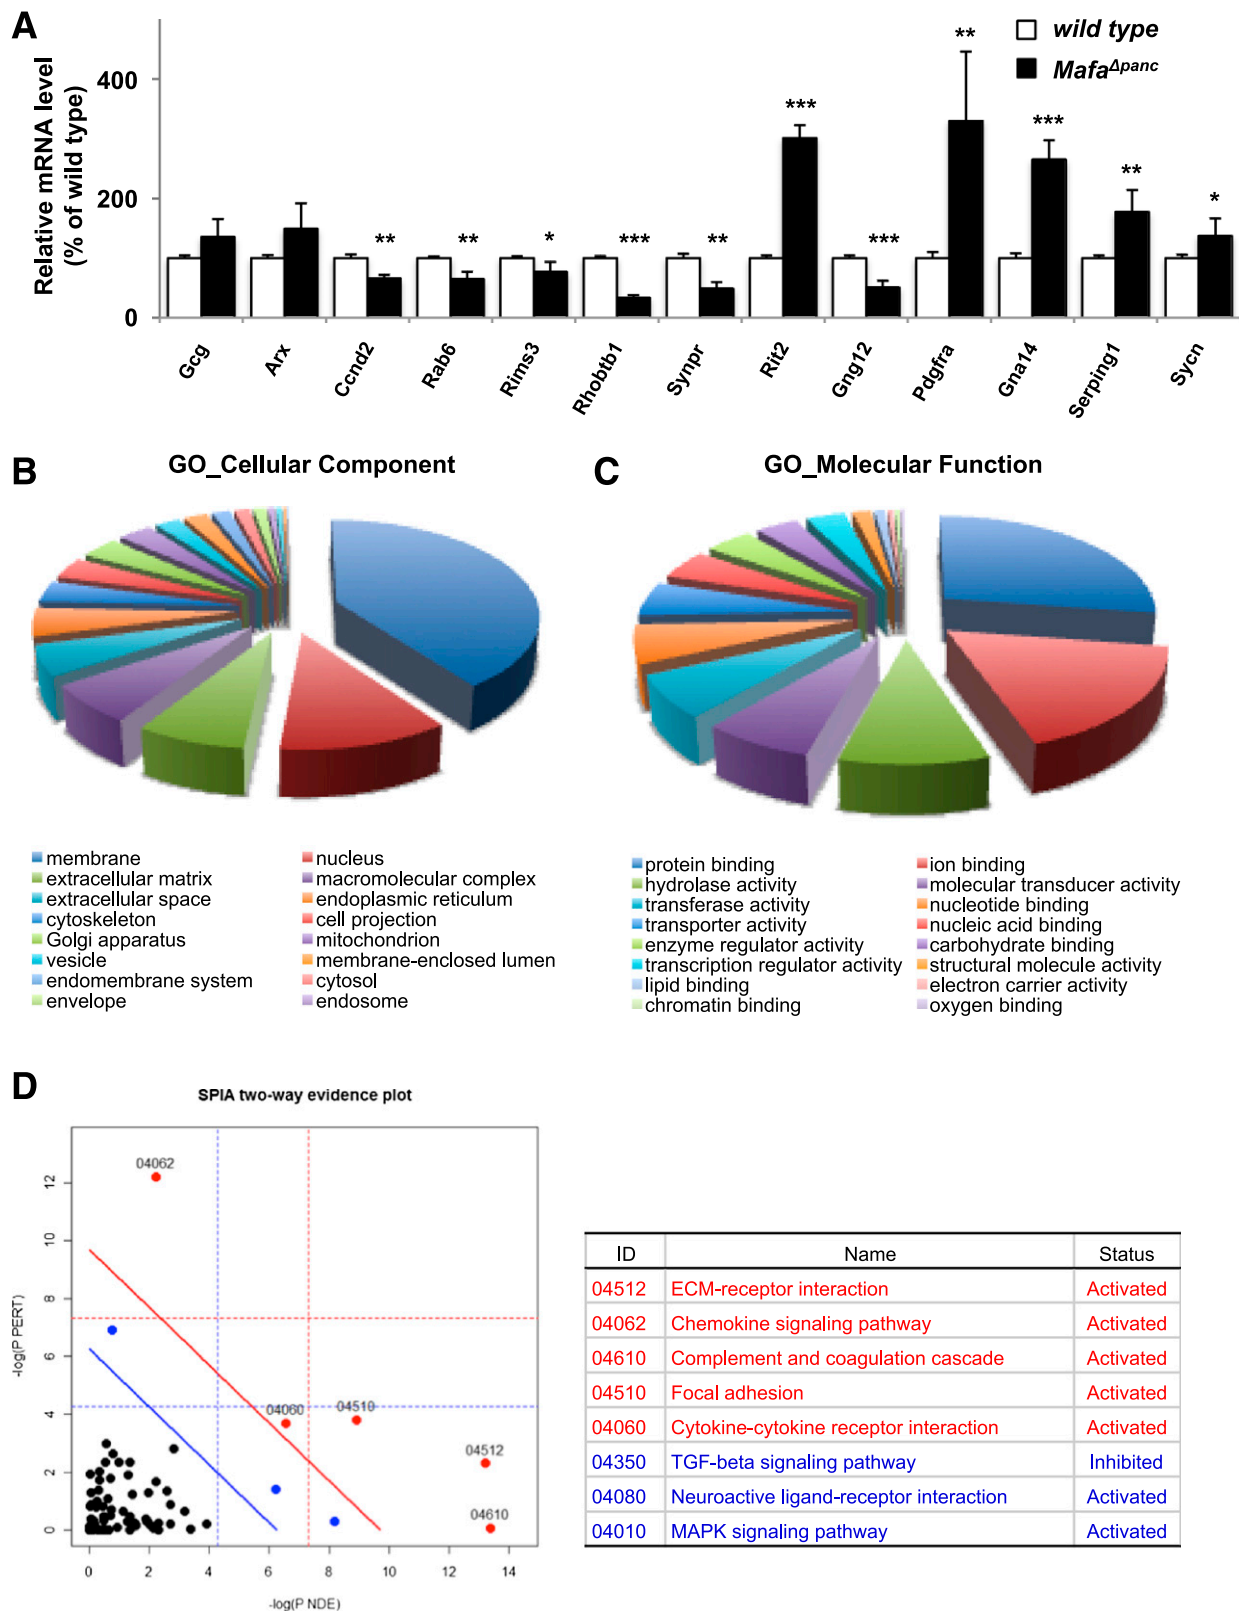 A
wild type
Mafa^Δpanc
Relative mRNA level
(% of wild type)
400
200
0
** ** * *** ** *** *** ** *** ** *
Gcg Arx Ccnd2 Rab6 Rims3 Rhobtb1 Synpr Rit2 Gng12 Pdgfra Gna14 Serping1 Sycn
B
GO_Cellular Component
membrane nucleus
extracellular matrix macromolecular complex
extracellular space endoplasmic reticulum
cytoskeleton cell projection
Golgi apparatus mitochondrion
vesicle membrane-enclosed lumen
endomembrane system cytosol
envelope endosome
C
GO_Molecular Function
protein binding ion binding
hydrolase activity molecular transducer activity
transferase activity nucleotide binding
transporter activity nucleic acid binding
enzyme regulator activity carbohydrate binding
transcription regulator activity structural molecule activity
lipid binding electron carrier activity
chromatin binding oxygen binding
D
SPIA two-way evidence plot
-log(P PERT)
12
10
8
6
4
2
0
04062
04060
04510
04512
04610
0 2 4 6 8 10 12 14
-log(P NDE)
ID Name Status
04512 ECM-receptor interaction Activated
04062 Chemokine signaling pathway Activated
04610 Complement and coagulation cascade Activated
04510 Focal adhesion Activated
04060 Cytokine-cytokine receptor interaction Activated
04350 TGF-beta signaling pathway Inhibited
04080 Neuroactive ligand-receptor interaction Activated
04010 MAPK signaling pathway Activated